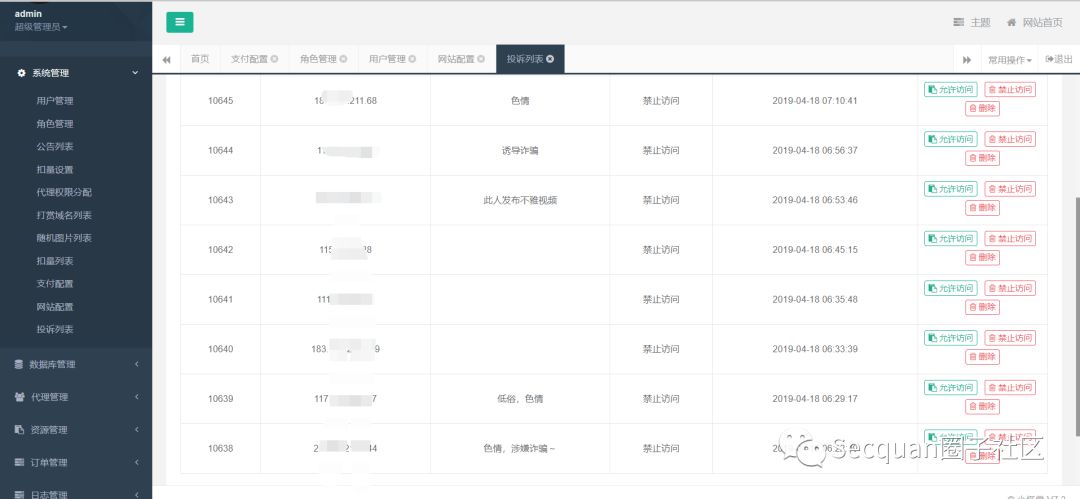 admin
超级管理员
主题 网站首页
首页 支付配置 角色管理 用户管理 网站配置 投诉列表 常用操作 退出
系统管理
用户管理
角色管理
公告列表
扣量设置
代理权限分配
打赏域名列表
随机图片列表
扣量列表
支付配置
网站配置
投诉列表
数据库管理
代理管理
资源管理
订单管理
日志管理
10645 18 211.68 色情 禁止访问 2019-04-18 07:10:41 允许访问 禁止访问
删除
10644 1 诱导诈骗 禁止访问 2019-04-18 06:56:37 允许访问 禁止访问
删除
10643 此人发布不雅视频 禁止访问 2019-04-18 06:53:46 允许访问 禁止访问
删除
10642 115 38 禁止访问 2019-04-18 06:45:15 允许访问 禁止访问
删除
10641 111 禁止访问 2019-04-18 06:35:48 允许访问 禁止访问
删除
10640 183. 9 禁止访问 2019-04-18 06:33:39 允许访问 禁止访问
删除
10639 117 7 低俗，色情 禁止访问 2019-04-18 06:29:17 允许访问 禁止访问
删除
10638 2 2 44 色情，涉嫌诈骗~ 禁止访问 允许访问 禁止访问
删除
Secquan圈子社区